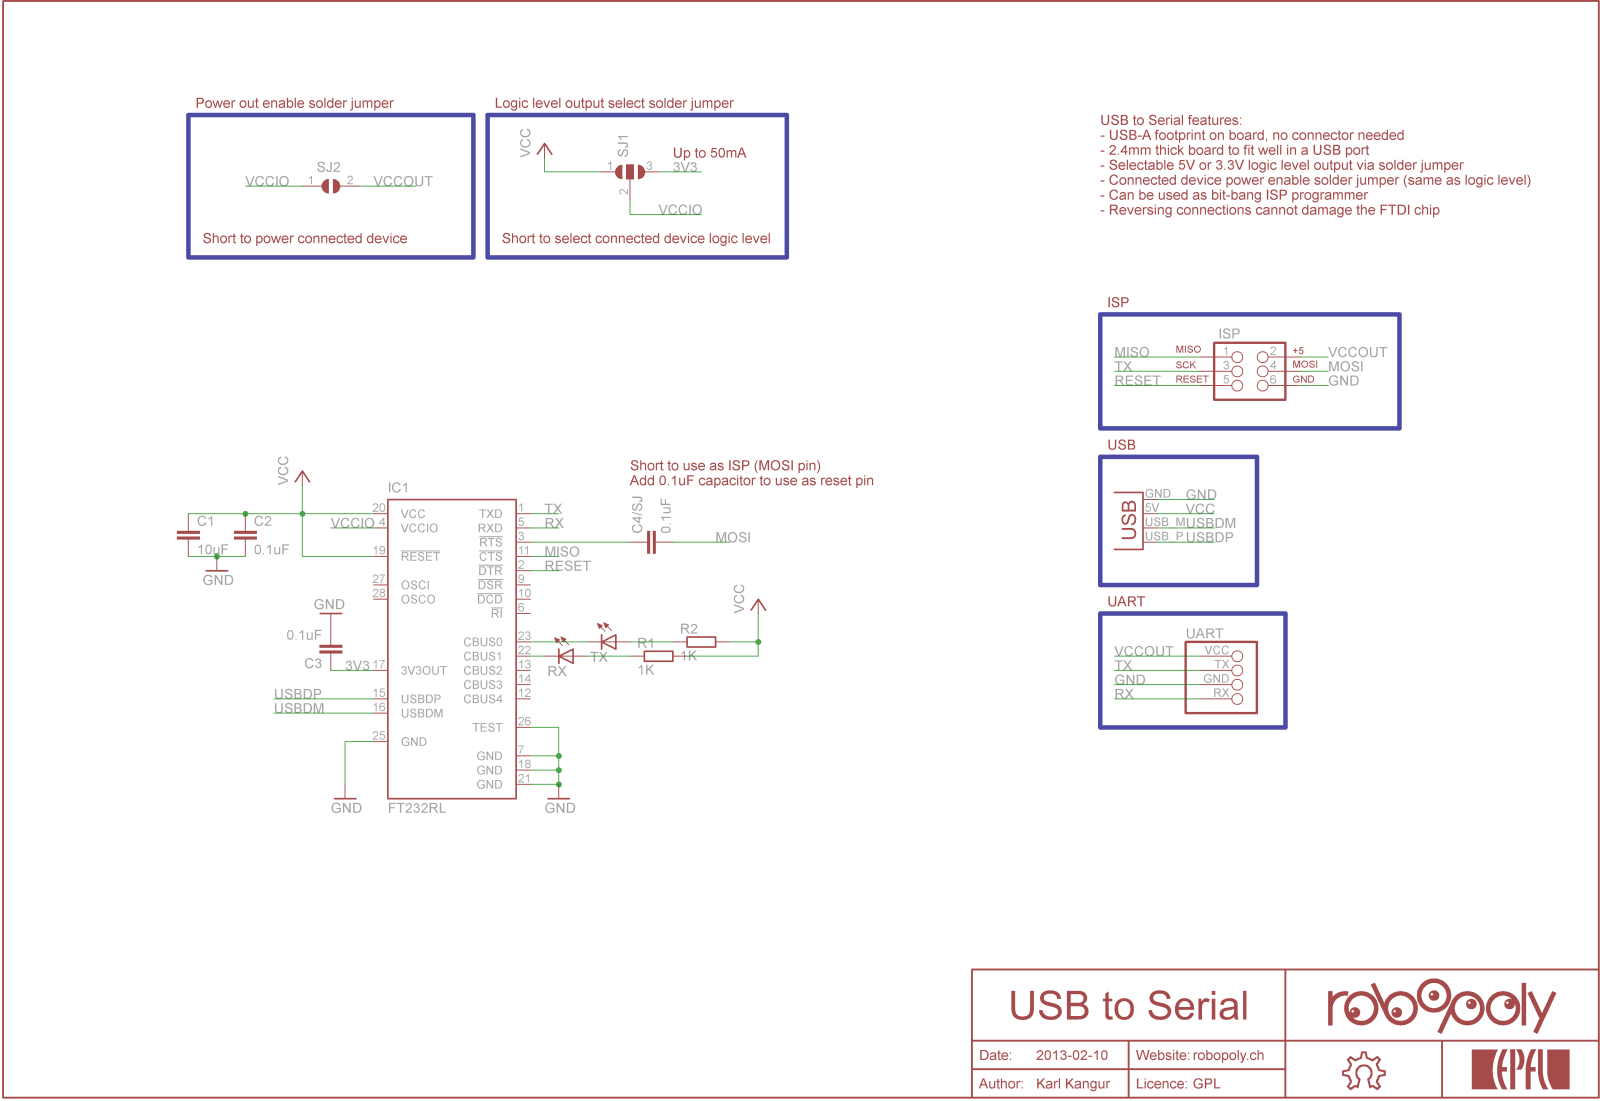 Power out enable solder jumper
SJ2
VCCIO 1 2 VCCOUT
Short to power connected device
Logic level output select solder jumper
VCC
SJ1
Up to 50mA
1 3 3V3
2
VCCIO
Short to select connected device logic level
USB to Serial features:
- USB-A footprint on board, no connector needed
- 2.4mm thick board to fit well in a USB port
- Selectable 5V or 3.3V logic level output via solder jumper
- Connected device power enable solder jumper (same as logic level)
- Can be used as bit-bang ISP programmer
- Reversing connections cannot damage the FTDI chip
ISP
ISP
MISO MISO 1 2 +5 VCCOUT
TX SCK 3 4 MOSI MOSI
RESET RESET 5 6 GND GND
USB
USB
GND GND
5V VCC
USB_M USBDM
USB_P USBDP
UART
UART
VCCOUT VCC
TX TX
GND GND
RX RX
Short to use as ISP (MOSI pin)
Add 0.1uF capacitor to use as reset pin
VCC
IC1
C1
10uF
C2
0.1uF
GND
20 VCC
VCCIO 4 VCCIO
19 RESET
27 OSCI
28 OSCO
GND
0.1uF
C3
3V3 17 3V3OUT
USBDP 15 USBDP
USBDM 16 USBDM
25 GND
GND
FT232RL
TXD 1 TX
RXD 5 RX
RTS 3
C4/SJ
0.1uF
MOSI
CTS 11 MISO
DTR 2 RESET
DSR 9
DCD 10
RI 6
CBUS0 23
CBUS1 22
CBUS2 13
CBUS3 14
CBUS4 12
RX
TX
R1
1K
R2
1K
VCC
TEST 26
GND 7
GND 18
GND 21
GND
USB to Serial
robopoly
Date: 2013-02-10
Website: robopoly.ch
Author: Karl Kangur
Licence: GPL
EPFL